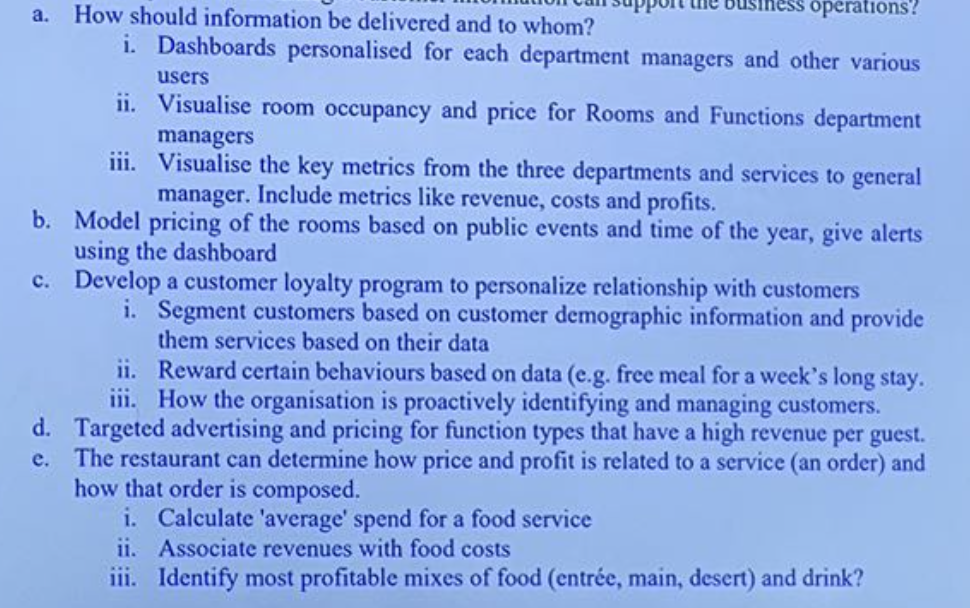 support the business operations?
a. How should information be delivered and to whom?
i. Dashboards personalised for each department managers and other various
users
ii. Visualise room occupancy and price for Rooms and Functions department
managers
iii. Visualise the key metrics from the three departments and services to general
manager. Include metrics like revenue, costs and profits.
b. Model pricing of the rooms based on public events and time of the year, give alerts
using the dashboard
c. Develop a customer loyalty program to personalize relationship with customers
i. Segment customers based on customer demographic information and provide
them services based on their data
ii. Reward certain behaviours based on data (e.g. free meal for a week's long stay.
iii. How the organisation is proactively identifying and managing customers.
d. Targeted advertising and pricing for function types that have a high revenue per guest.
e. The restaurant can determine how price and profit is related to a service (an order) and
how that order is composed.
i. Calculate 'average' spend for a food service
ii. Associate revenues with food costs
iii. Identify most profitable mixes of food (entrée, main, desert) and drink?